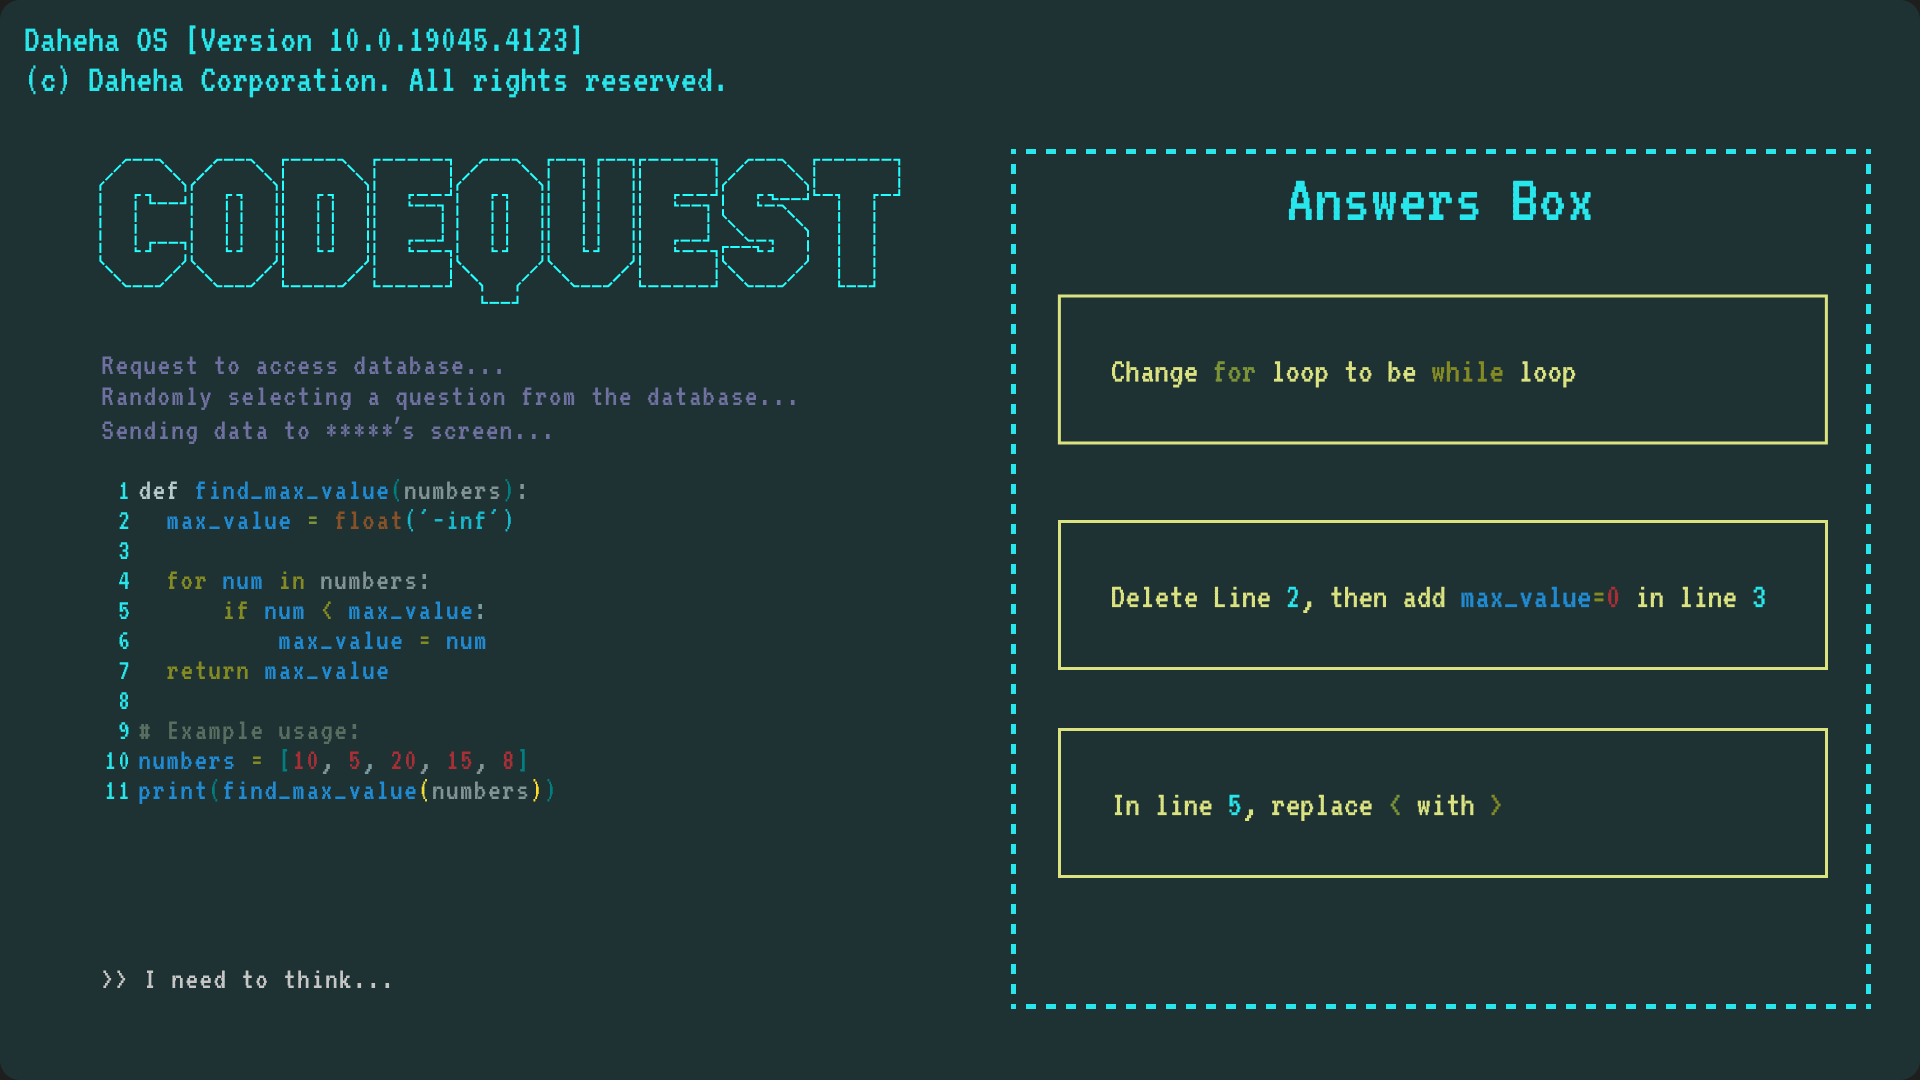 Daheha OS [Version 10.0.19045.4123]
(c) Daheha Corporation. All rights reserved.
CODEQUEST
Request to access database...
Randomly selecting a question from the database...
Sending data to *****'s screen...
1 def find_max_value(numbers):
2 max_value = float(´-inf´)
3
4 for num in numbers:
5 if num < max_value:
6 max_value = num
7 return max_value
8
9 # Example usage:
10 numbers = [10, 5, 20, 15, 8]
11 print(find_max_value(numbers))
>> I need to think...
Answers Box
Change for loop to be while loop
Delete Line 2, then add max_value=0 in line 3
In line 5, replace < with >